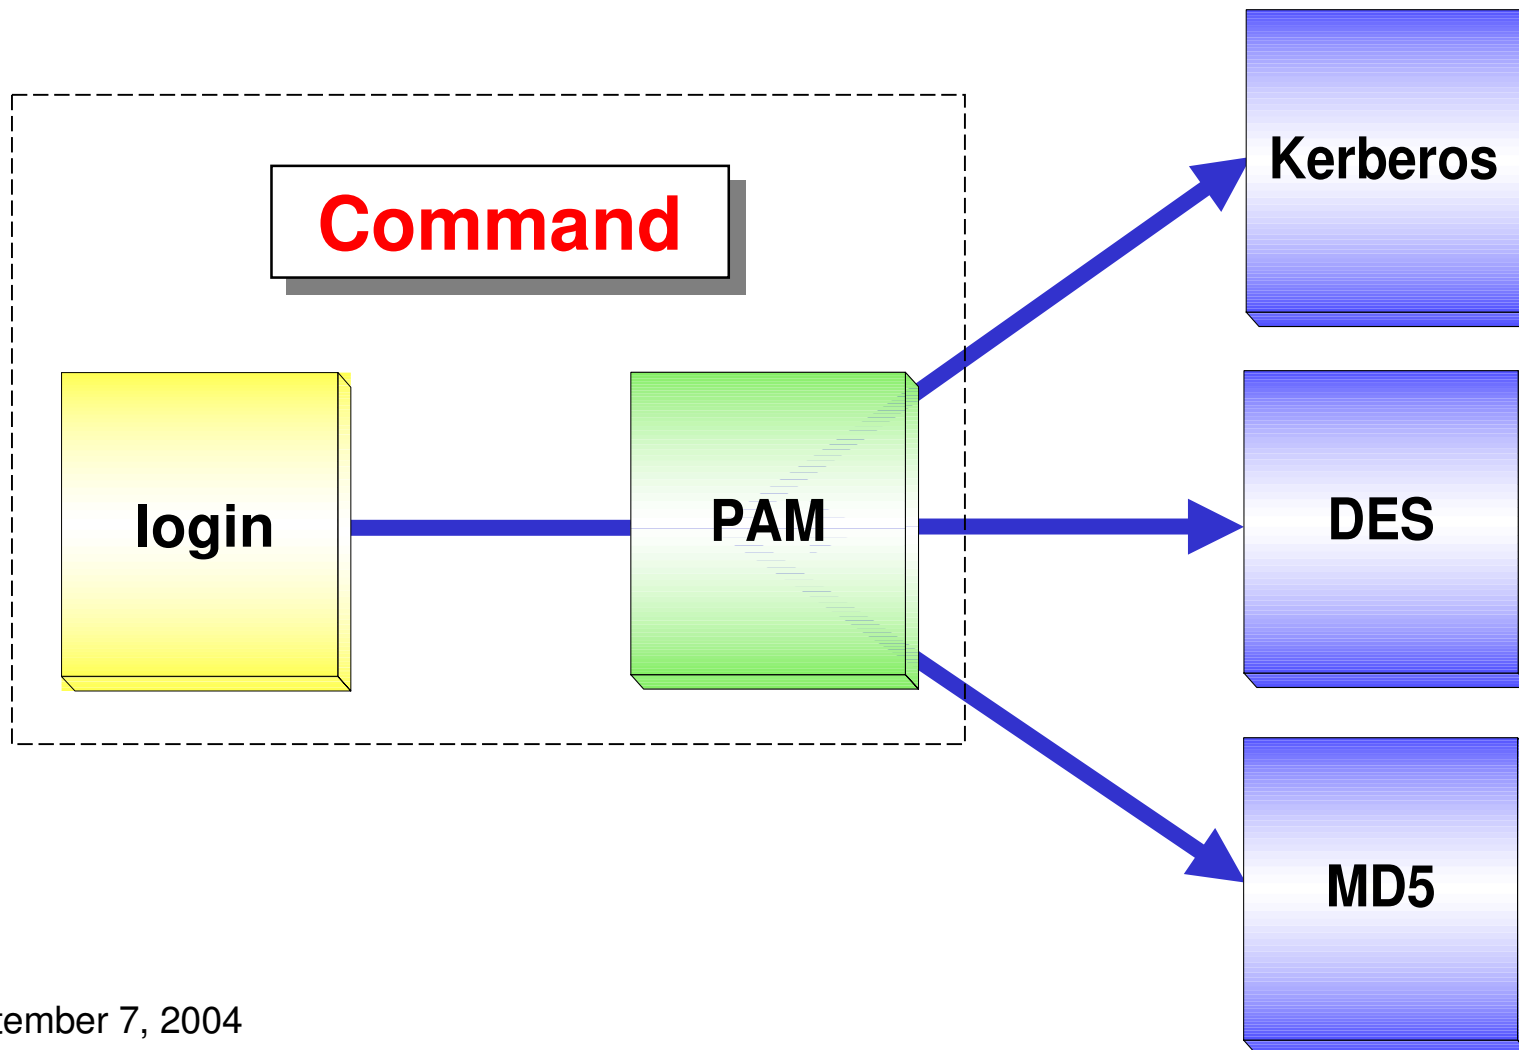 Kerberos
Command
login
PAM
DES
MD5
tember 7, 2004